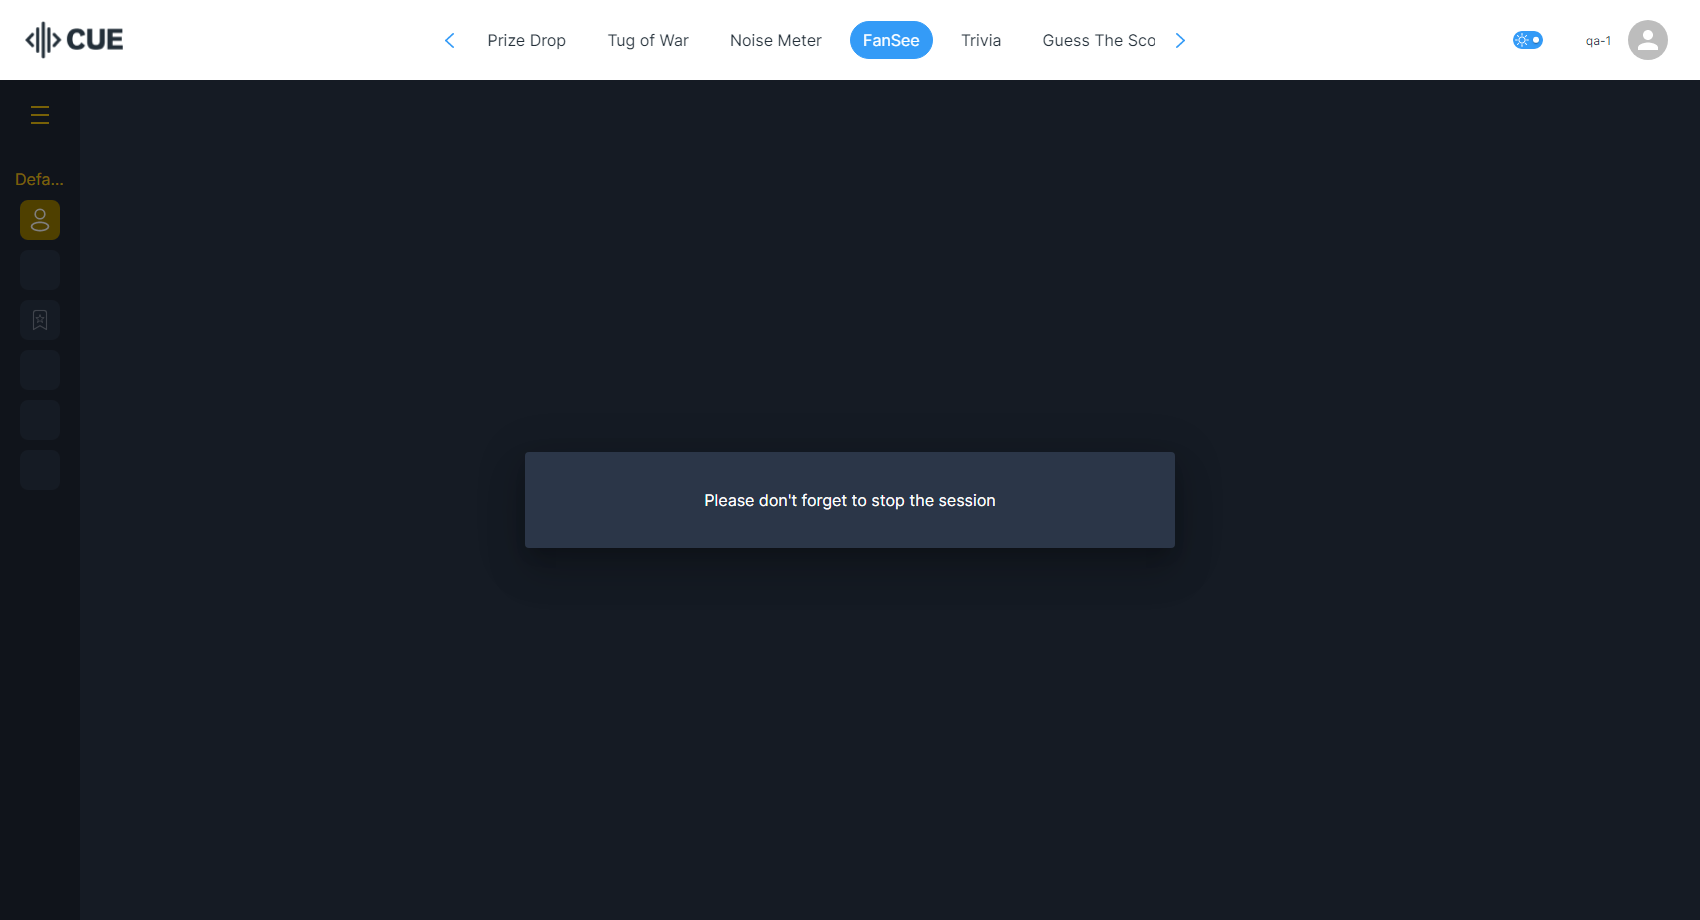 CUE
Prize Drop
Tug of War
Noise Meter
FanSee
Trivia
Guess The Sco
qa-1
Defa...
Please don't forget to stop the session